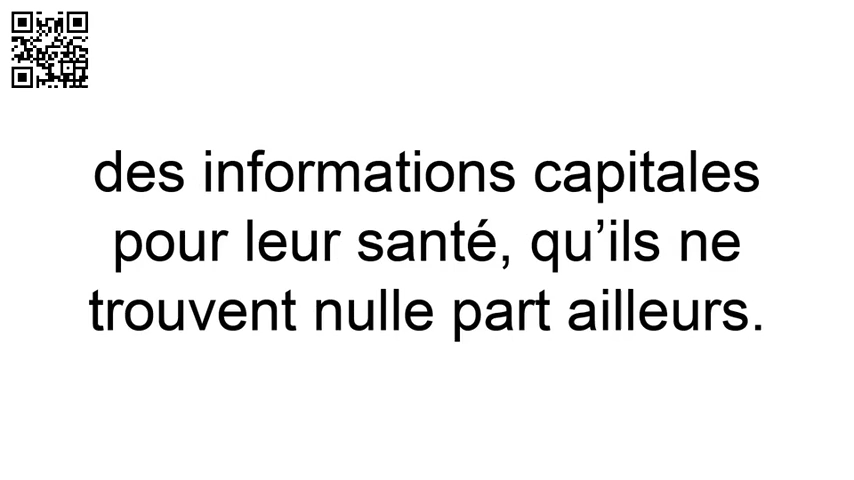 des informations capitales
pour leur santé, qu’ils ne
trouvent nulle part ailleurs.